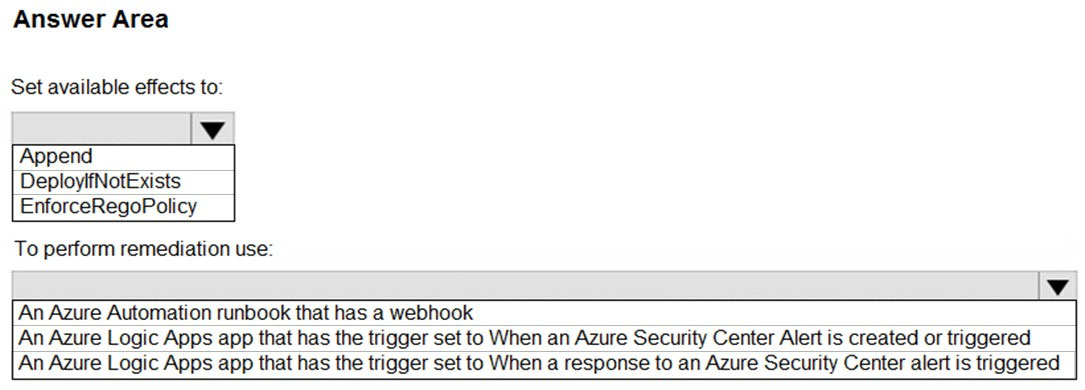 Answer Area
Set available effects to:
Append
DeployIfNotExists
EnforceRegoPolicy
To perform remediation use:
An Azure Automation runbook that has a webhook
An Azure Logic Apps app that has the trigger set to When an Azure Security Center Alert is created or triggered
An Azure Logic Apps app that has the trigger set to When a response to an Azure Security Center alert is triggered